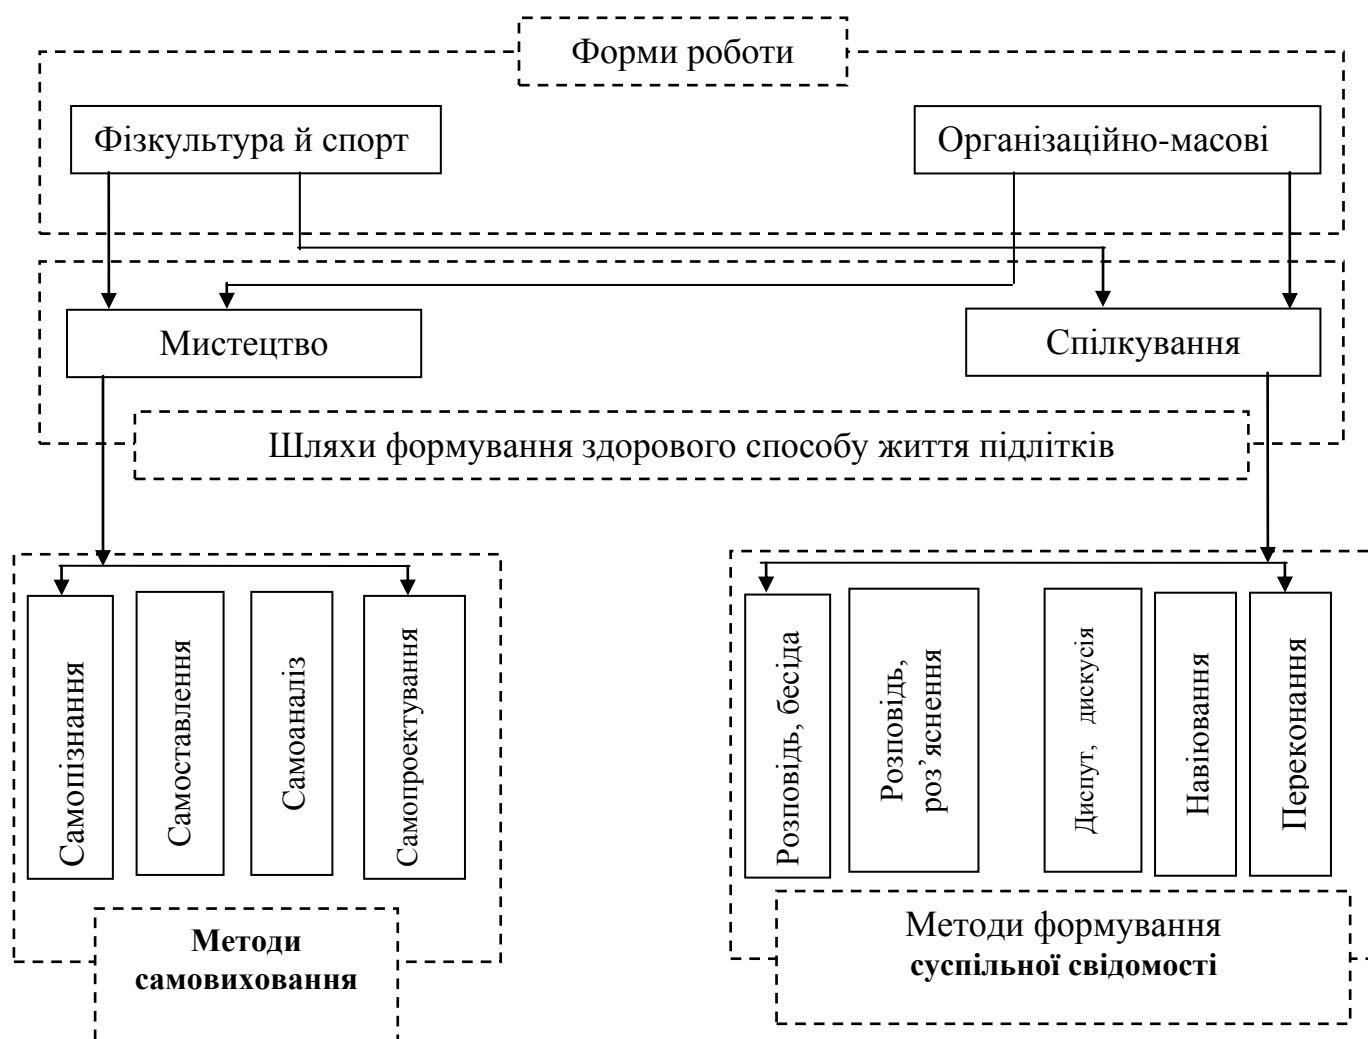 Форми роботи
Фізкультура й спорт
Організаційно-масові
Мистецтво
Спілкування
Шляхи формування здорового способу життя підлітків
Самопізнання
Самоставлення
Самоаналіз
Самопроектування
Розповідь, бесіда
Розповідь,
роз’яснення
Диспут, дискусія
Навіювання
Переконання
Методи
самовиховання
Методи формування
суспільної свідомості